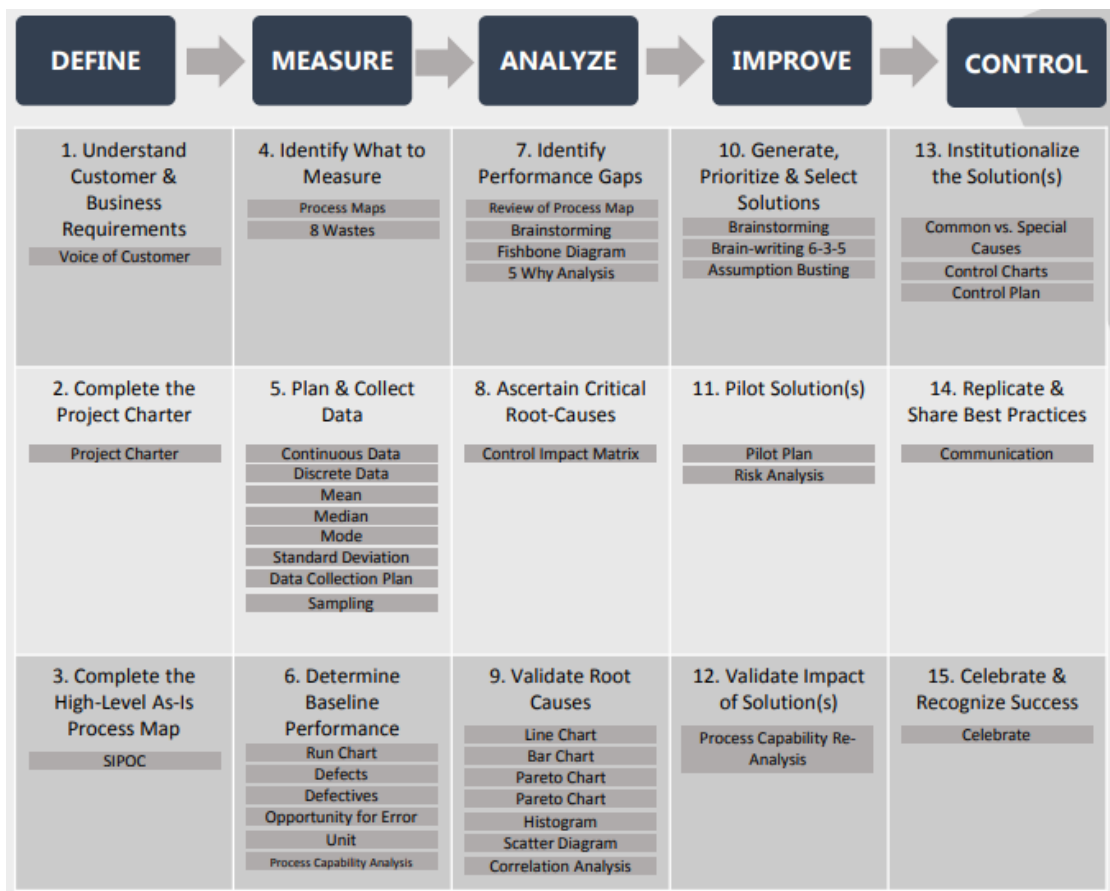 DEFINE
MEASURE
ANALYZE
IMPROVE
CONTROL
1. Understand
Customer &
Business
Requirements
Voice of Customer
4. Identify What to
Measure
Process Maps
8 Wastes
7. Identify
Performance Gaps
Review of Process Map
Brainstorming
Fishbone Diagram
5 Why Analysis
10. Generate,
Prioritize & Select
Solutions
Brainstorming
Brain-writing 6-3-5
Assumption Busting
13. Institutionalize
the Solution(s)
Common vs. Special
Causes
Control Charts
Control Plan
2. Complete the
Project Charter
Project Charter
5. Plan & Collect
Data
Continuous Data
Discrete Data
Mean
Median
Mode
Standard Deviation
Data Collection Plan
Sampling
8. Ascertain Critical
Root-Causes
Control Impact Matrix
11. Pilot Solution(s)
Pilot Plan
Risk Analysis
14. Replicate &
Share Best Practices
Communication
3. Complete the
High-Level As-Is
Process Map
SIPOC
6. Determine
Baseline
Performance
Run Chart
Defects
Defectives
Opportunity for Error
Unit
Process Capability Analysis
9. Validate Root
Causes
Line Chart
Bar Chart
Pareto Chart
Pareto Chart
Histogram
Scatter Diagram
Correlation Analysis
12. Validate Impact
of Solution(s)
Process Capability Re-
Analysis
15. Celebrate &
Recognize Success
Celebrate